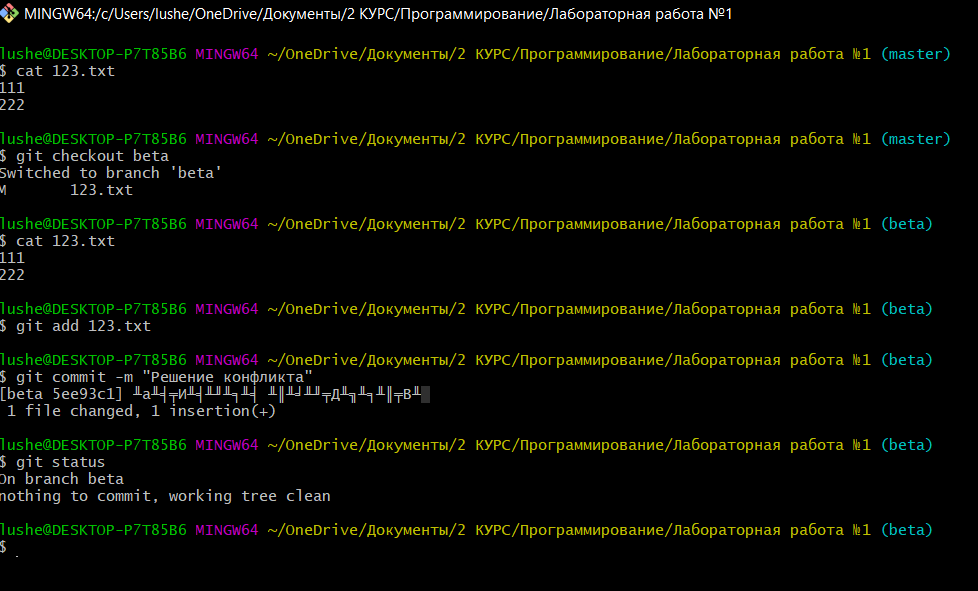 MINGW64:/c/Users/lushe/OneDrive/Документы/2 КУРС/Программирование/Лабораторная работа №1
lushe@DESKTOP-P7T85B6 MINGW64 ~/OneDrive/Документы/2 КУРС/Программирование/Лабораторная работа №1 (master)
$ cat 123.txt
111
222
lushe@DESKTOP-P7T85B6 MINGW64 ~/OneDrive/Документы/2 КУРС/Программирование/Лабораторная работа №1 (master)
$ git checkout beta
Switched to branch 'beta'
M       123.txt
lushe@DESKTOP-P7T85B6 MINGW64 ~/OneDrive/Документы/2 КУРС/Программирование/Лабораторная работа №1 (beta)
$ cat 123.txt
111
222
lushe@DESKTOP-P7T85B6 MINGW64 ~/OneDrive/Документы/2 КУРС/Программирование/Лабораторная работа №1 (beta)
$ git add 123.txt
lushe@DESKTOP-P7T85B6 MINGW64 ~/OneDrive/Документы/2 КУРС/Программирование/Лабораторная работа №1 (beta)
$ git commit -m "Решение конфликта"
[beta 5ee93c1]
1 file changed, 1 insertion(+)
lushe@DESKTOP-P7T85B6 MINGW64 ~/OneDrive/Документы/2 КУРС/Программирование/Лабораторная работа №1 (beta)
$ git status
On branch beta
nothing to commit, working tree clean
lushe@DESKTOP-P7T85B6 MINGW64 ~/OneDrive/Документы/2 КУРС/Программирование/Лабораторная работа №1 (beta)
$